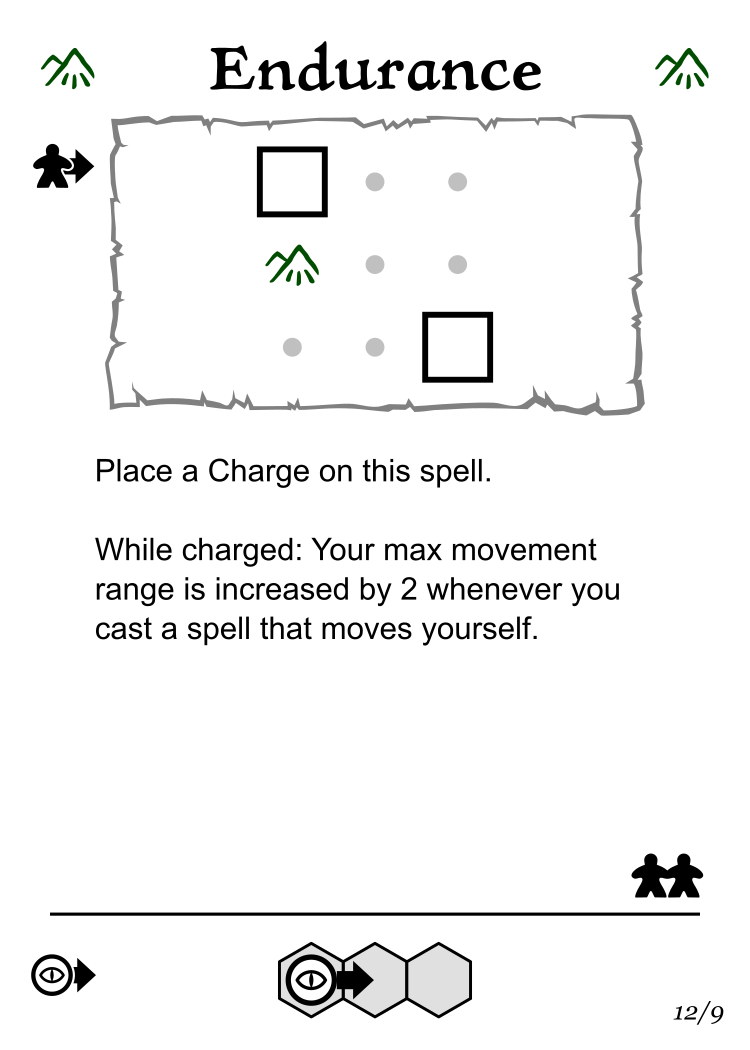 Endurance
Place a Charge on this spell.
While charged: Your max movement
range is increased by 2 whenever you
cast a spell that moves yourself.
12/9